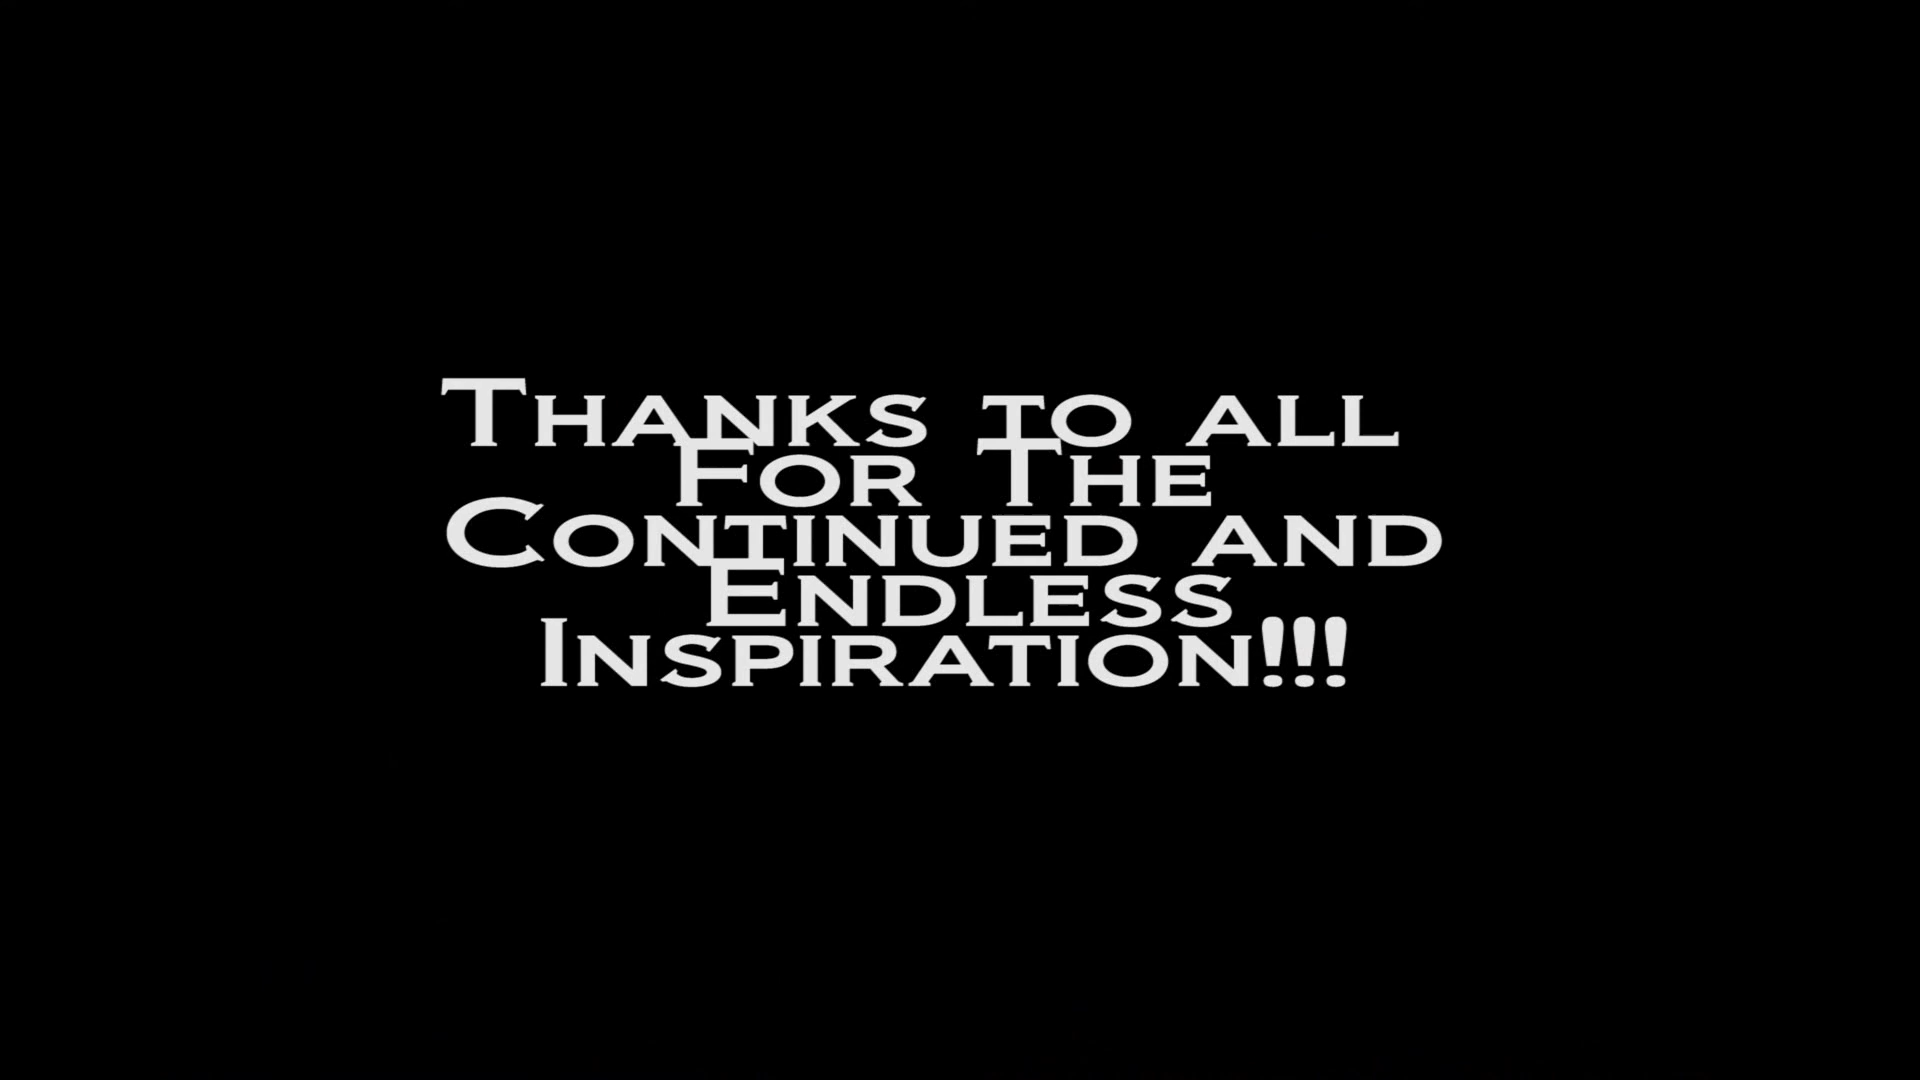 Thanks to all
For The
Continued and
Endless
Inspiration!!!